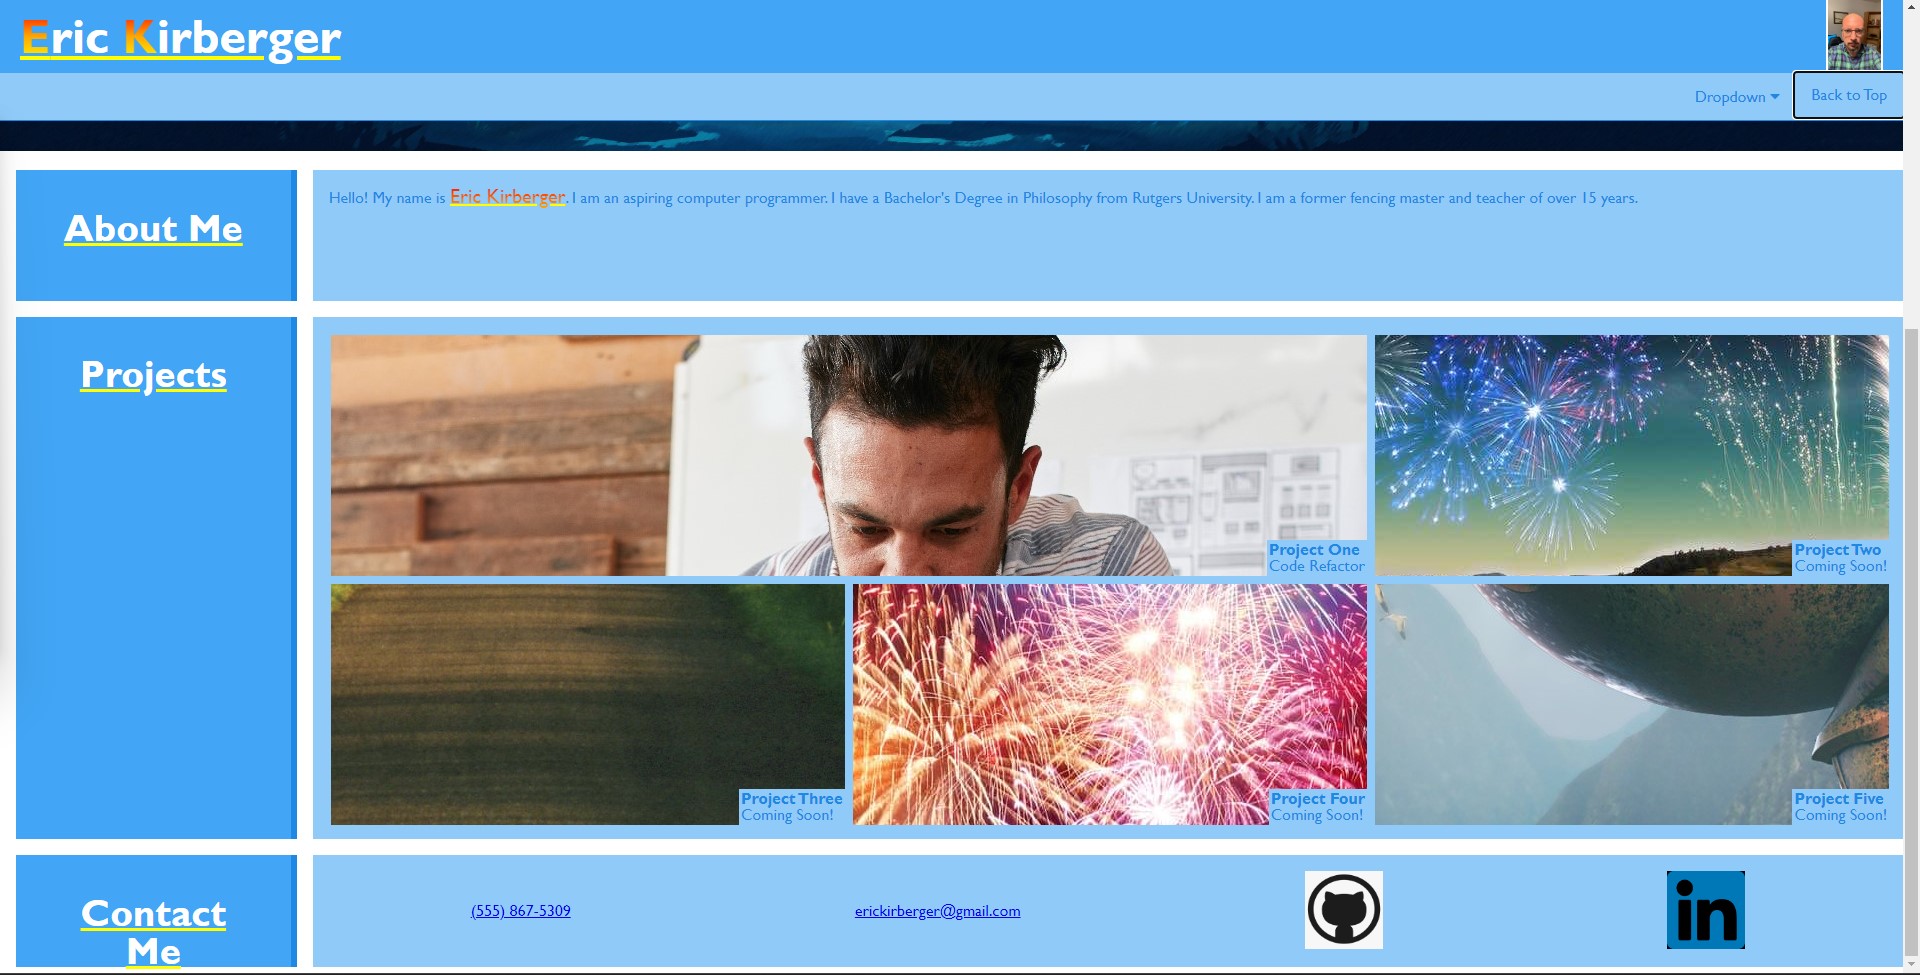 Eric Kirberger
Dropdown
Back to Top
About Me
Hello! My name is Eric Kirberger. I am an aspiring computer programmer. I have a Bachelor's Degree in Philosophy from Rutgers University. I am a former fencing master and teacher of over 15 years.
Projects
Project One
Code Refactor
Project Two
Coming Soon!
Project Three
Coming Soon!
Project Four
Coming Soon!
Project Five
Coming Soon!
Contact
Me
(555) 867-5309
erickirberger@gmail.com
in